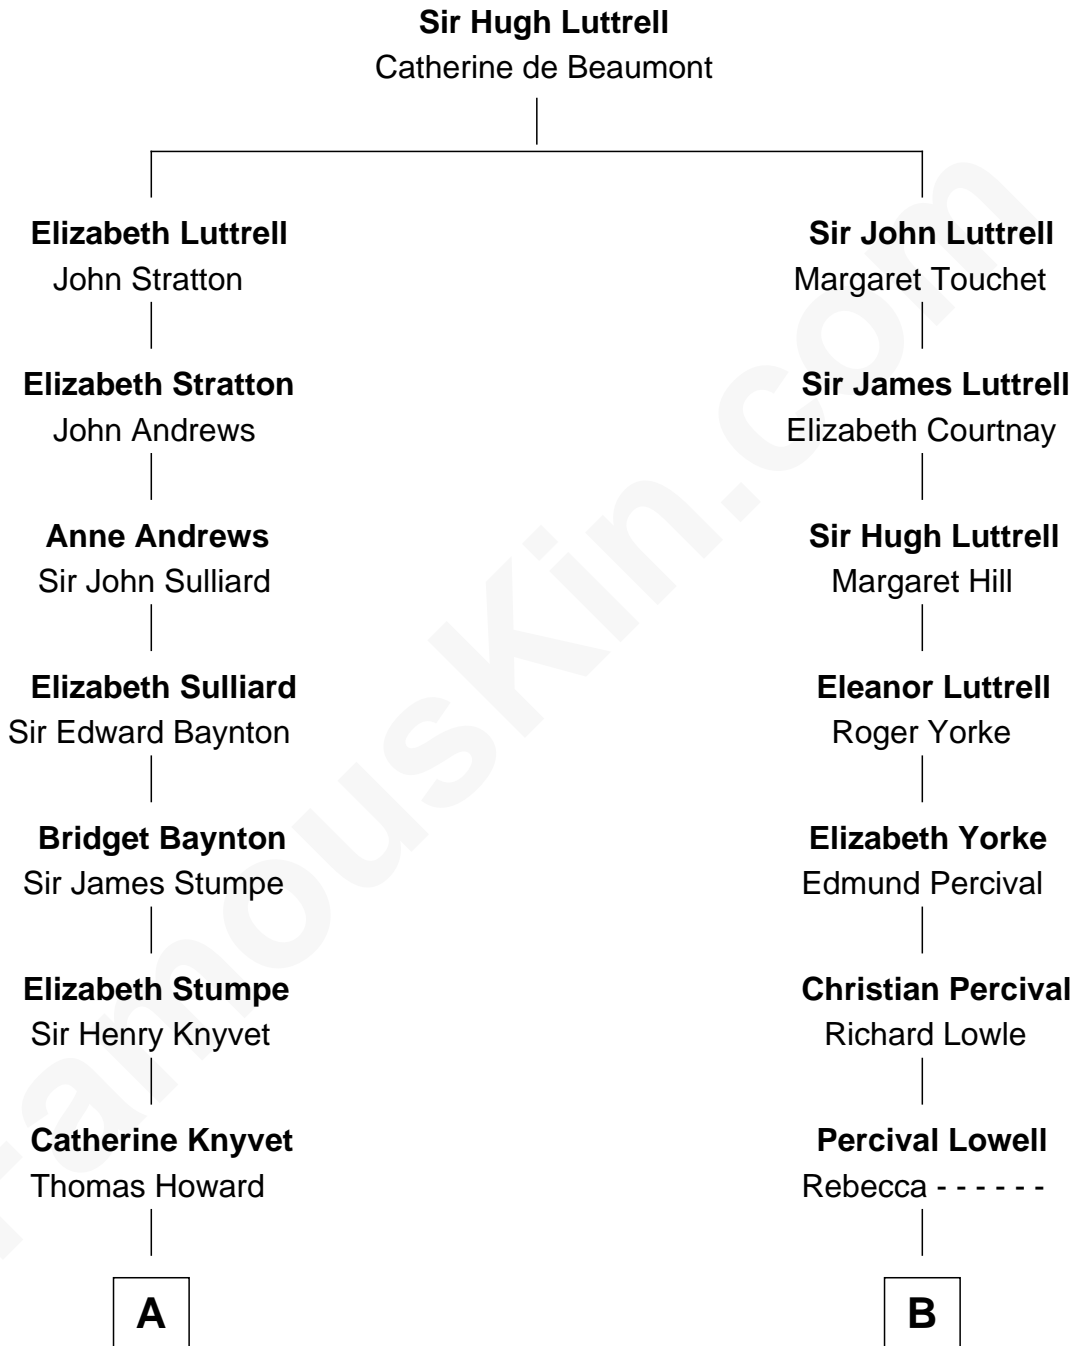 Sir Hugh Luttrell
Catherine de Beaumont
Elizabeth Luttrell
John Stratton
Sir John Luttrell
Margaret Touchet
Elizabeth Stratton
John Andrews
Sir James Luttrell
Elizabeth Courtnay
Anne Andrews
Sir John Sulliard
Sir Hugh Luttrell
Margaret Hill
Elizabeth Sulliard
Sir Edward Baynton
Eleanor Luttrell
Roger Yorke
Bridget Baynton
Sir James Stumpe
Elizabeth Yorke
Edmund Percival
Elizabeth Stumpe
Sir Henry Knyvet
Christian Percival
Richard Lowle
Catherine Knyvet
Thomas Howard
Percival Lowell
Rebecca - - - - - -
A
B
FamousKin.com